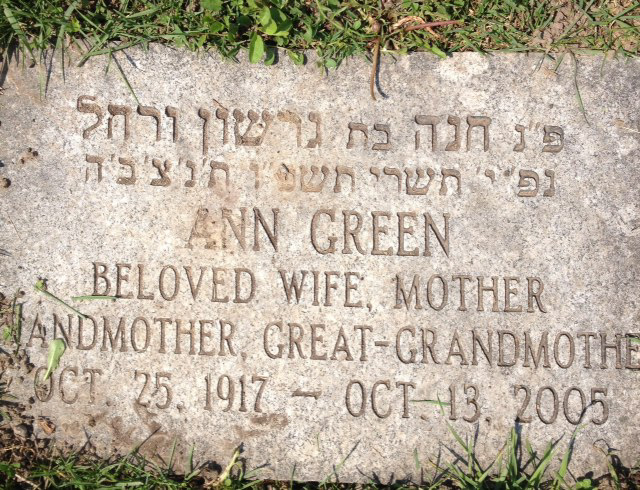 פ״נ חנה בת גרשון ורחל
נפ׳ י׳ תשרי תשס״ו ת׳נ׳צ׳ב׳ה
ANN GREEN
BELOVED WIFE, MOTHER
ANDMOTHER, GREAT-GRANDMOTHE
OCT. 25, 1917 ~ OCT. 13, 2005